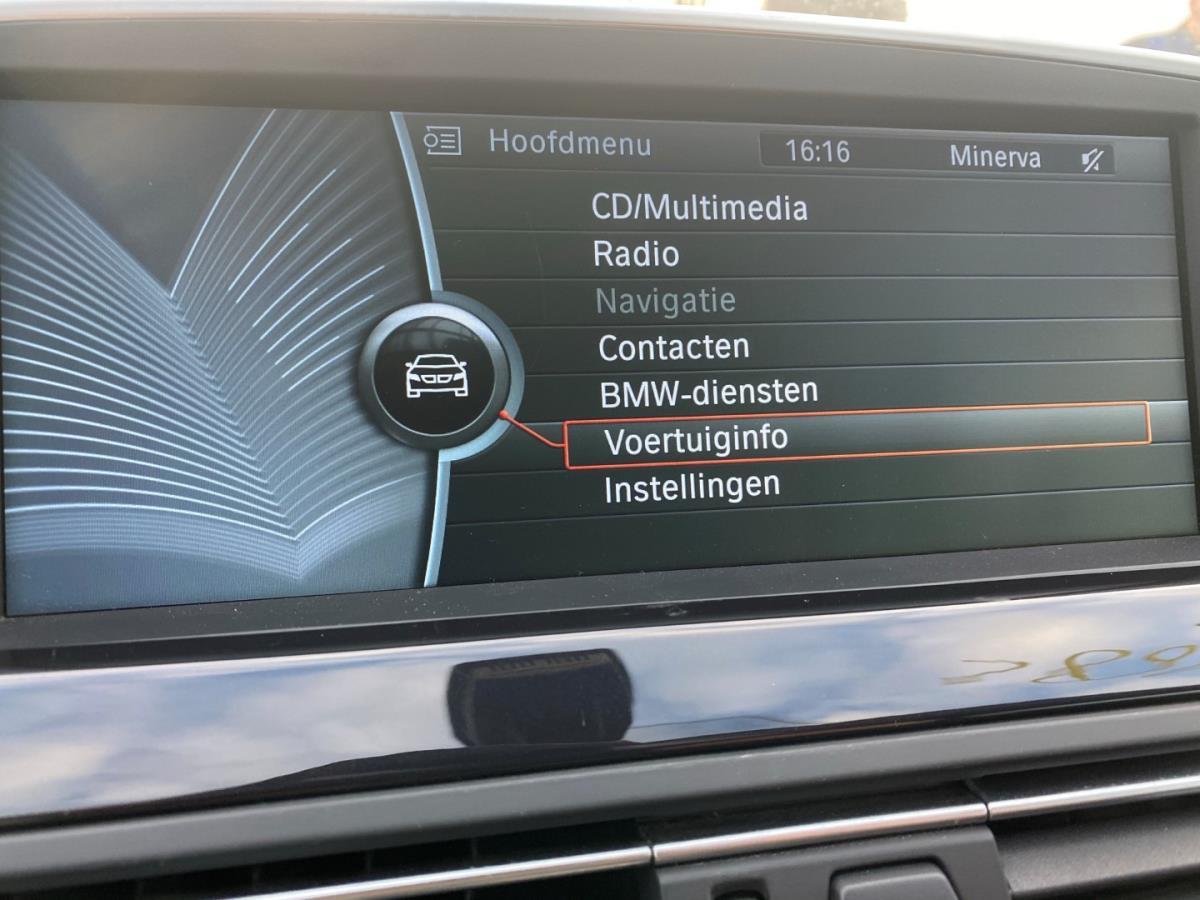 Hoofdmenu 16:16 Minerva
CD/Multimedia
Radio
Navigatie
Contacten
BMW-diensten
Voertuiginfo
Instellingen